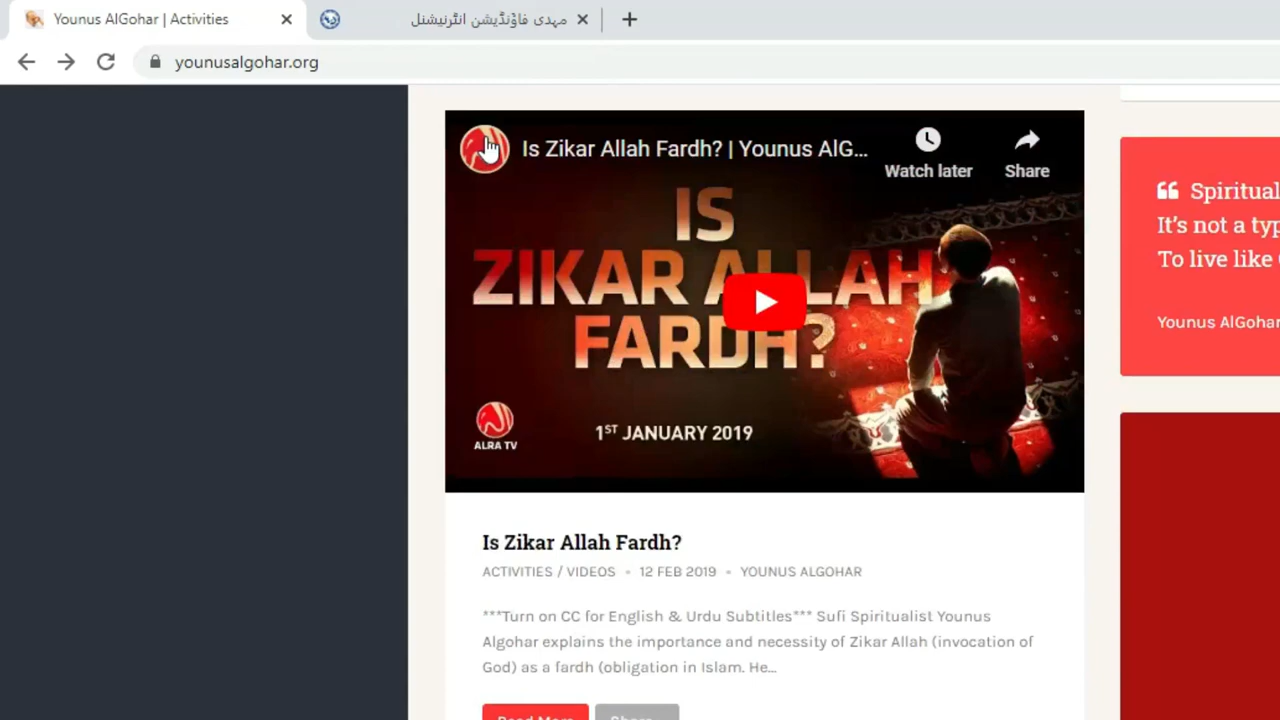 Younus AlGohar | Activities
مہدی فاؤنڈیشن انٹرنیشنل
younusalgohar.org
Is Zikar Allah Fardh? | Younus AlG...
Watch later
Share
IS
ZIKAR ALLAH
FARDH?
1ST JANUARY 2019
ALRA TV
Is Zikar Allah Fardh?
ACTIVITIES / VIDEOS • 12 FEB 2019 • YOUNUS ALGOHAR
***Turn on CC for English & Urdu Subtitles*** Sufi Spiritualist Younus
Algohar explains the importance and necessity of Zikar Allah (invocation of
God) as a fardh (obligation in Islam. He...
Read More
Share
Spiritual
It's not a typ
To live like
Younus AlGohar